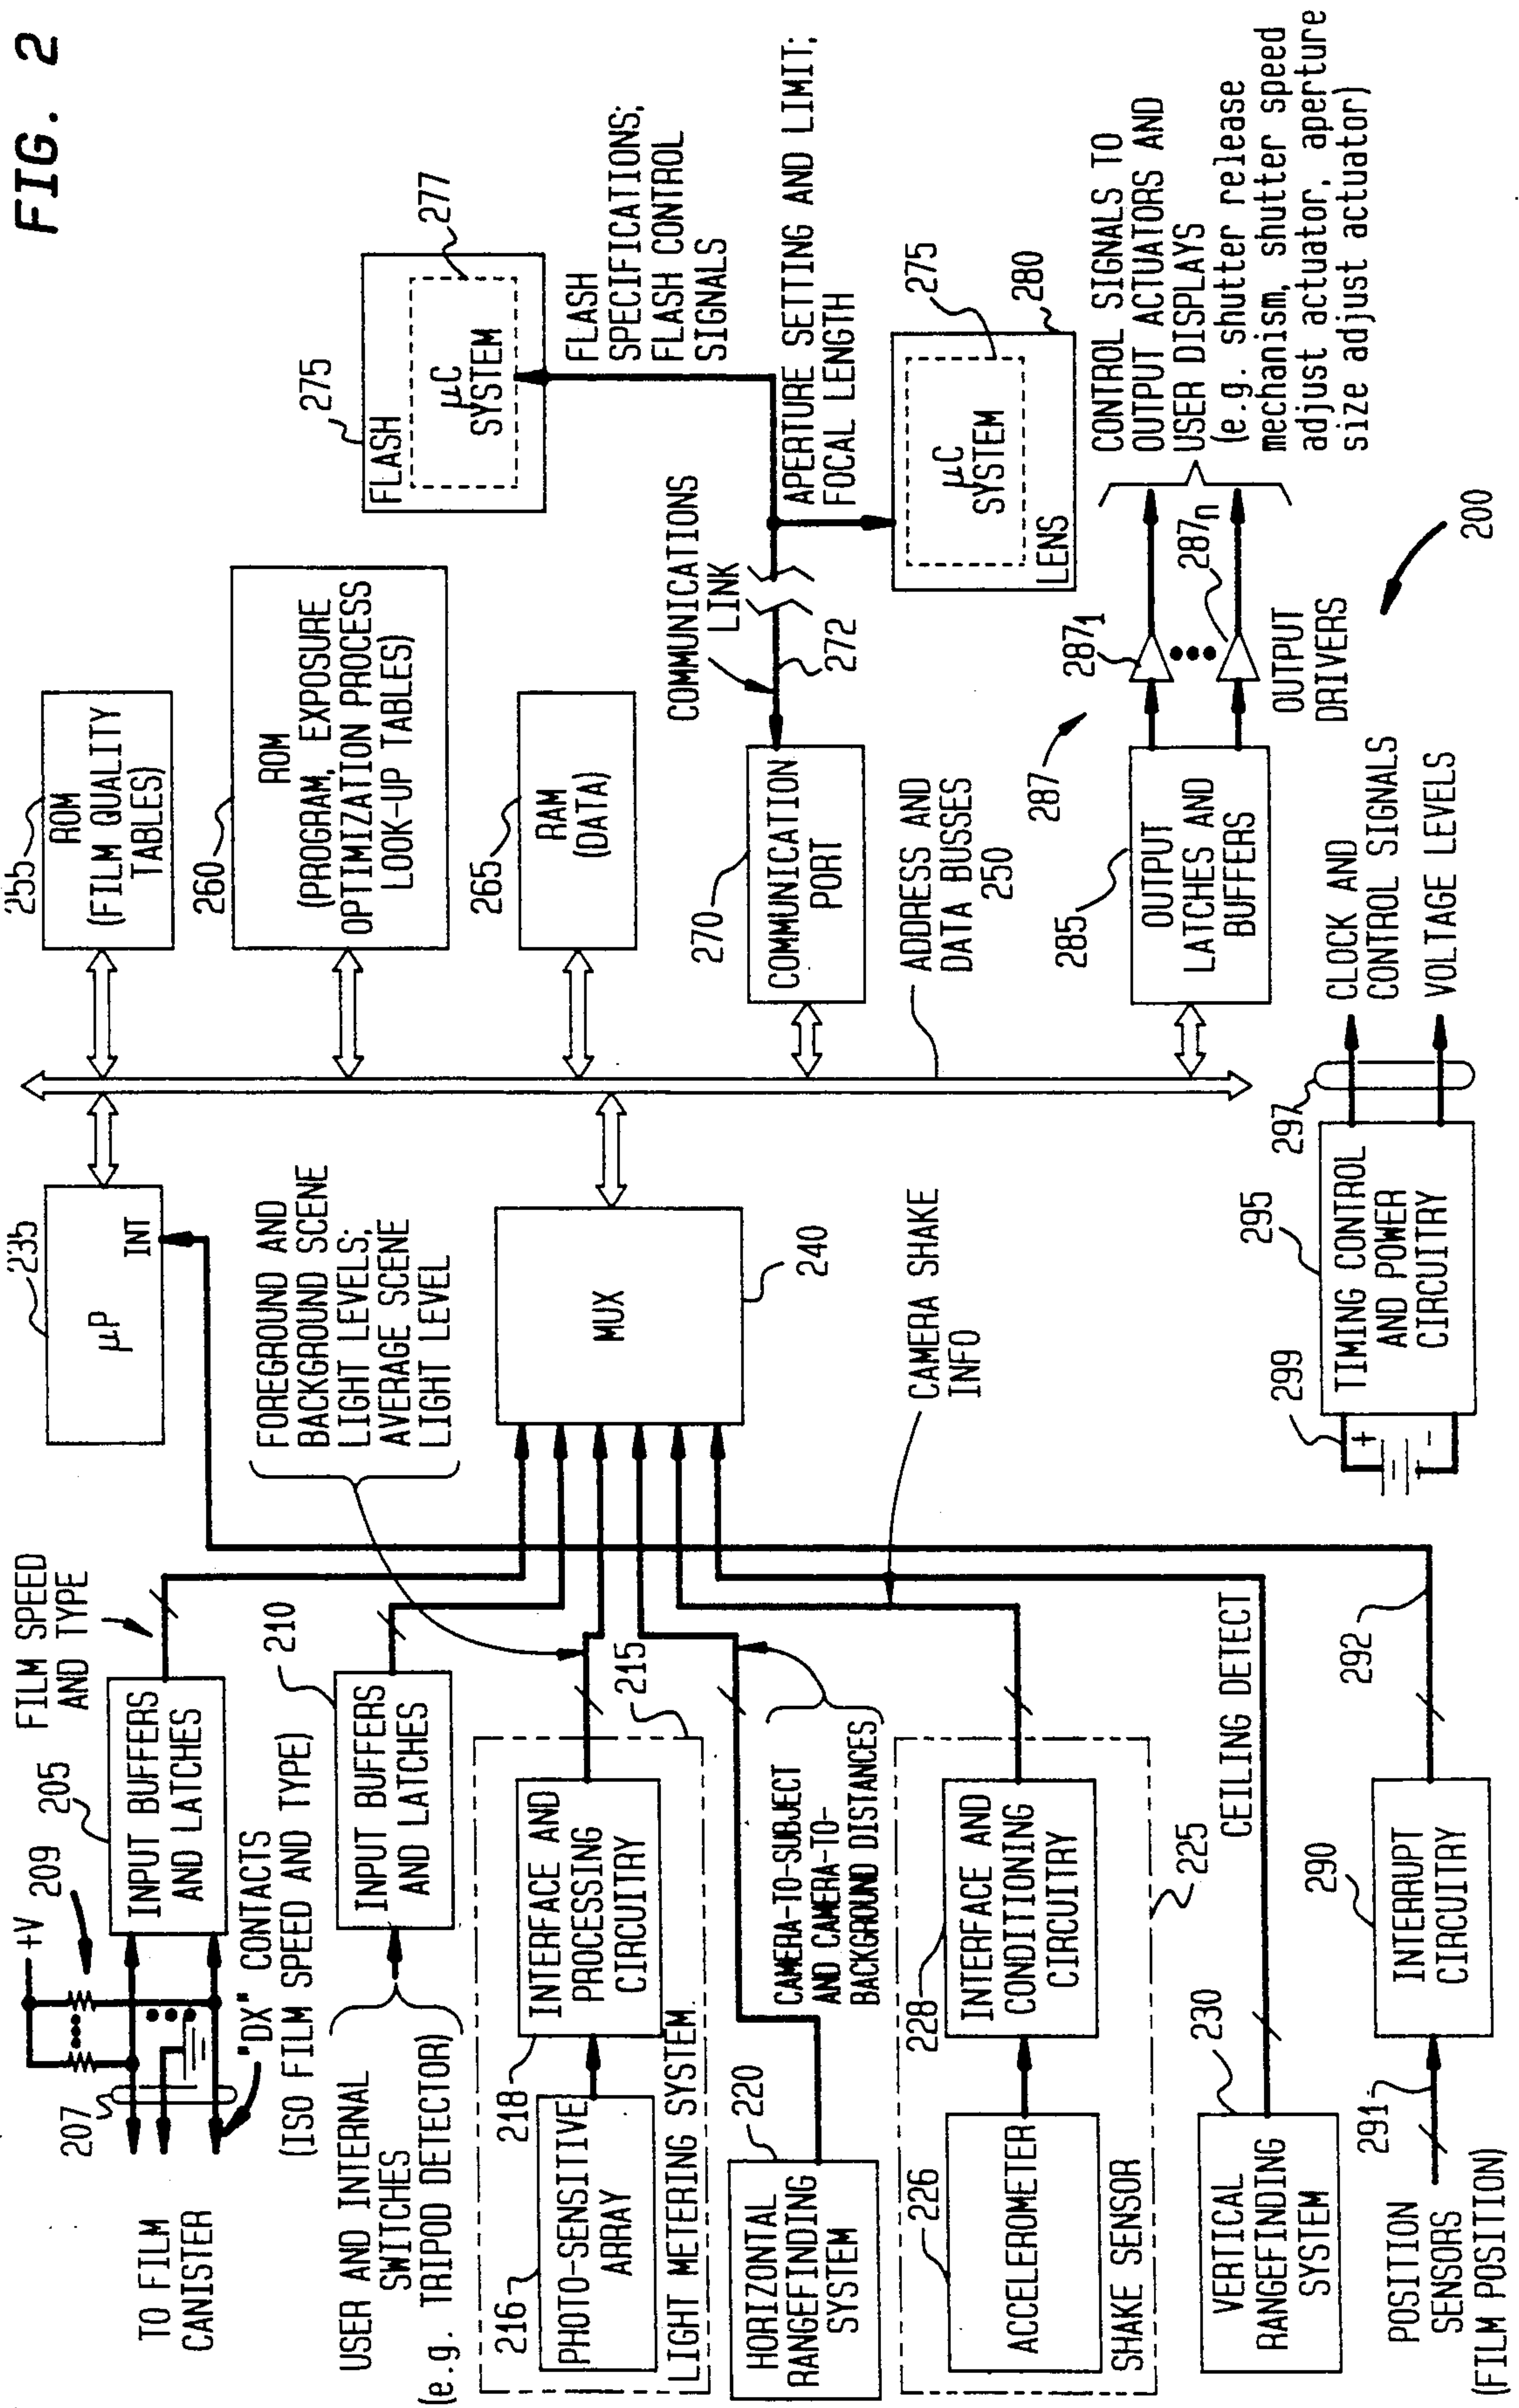 FIG. 2
TO FILM
CANISTER
207
+V
209
"DX" CONTACTS
(ISO FILM SPEED AND TYPE)
205
INPUT BUFFERS
AND LATCHES
FILM SPEED
AND TYPE
USER AND INTERNAL
SWITCHES
(e.g. TRIPOD DETECTOR)
210
INPUT BUFFERS
AND LATCHES
216
PHOTO-SENSITIVE
ARRAY
218
INTERFACE AND
PROCESSING
CIRCUITRY
LIGHT METERING SYSTEM
215
FOREGROUND AND
BACKGROUND SCENE
LIGHT LEVELS;
AVERAGE SCENE
LIGHT LEVEL
220
HORIZONTAL
RANGEFINDING
SYSTEM
CAMERA-TO-SUBJECT
AND CAMERA-TO-
BACKGROUND DISTANCES
226
ACCELEROMETER
228
INTERFACE AND
CONDITIONING
CIRCUITRY
SHAKE SENSOR
225
CAMERA SHAKE
INFO
230
VERTICAL
RANGEFINDING
SYSTEM
CEILING DETECT
POSITION
SENSORS
(FILM POSITION)
291
290
INTERRUPT
CIRCUITRY
292
235
μP
INT
MUX
240
255
ROM
(FILM QUALITY
TABLES)
260
ROM
(PROGRAM, EXPOSURE
OPTIMIZATION PROCESS
LOOK-UP TABLES)
265
RAM
(DATA)
270
COMMUNICATION
PORT
COMMUNICATIONS
LINK
272
ADDRESS AND
DATA BUSSES
250
275
FLASH
μC
SYSTEM
277
FLASH
SPECIFICATIONS;
FLASH CONTROL
SIGNALS
APERTURE SETTING AND LIMIT;
FOCAL LENGTH
μC
SYSTEM
LENS
275
280
285
OUTPUT
LATCHES AND
BUFFERS
287
287₁
287ₙ
OUTPUT
DRIVERS
CONTROL SIGNALS TO
OUTPUT ACTUATORS AND
USER DISPLAYS
(e.g. shutter release
mechanism, shutter speed
adjust actuator, aperture
size adjust actuator)
299
+
-
295
TIMING CONTROL
AND POWER
CIRCUITRY
297
CLOCK AND
CONTROL SIGNALS
VOLTAGE LEVELS
200